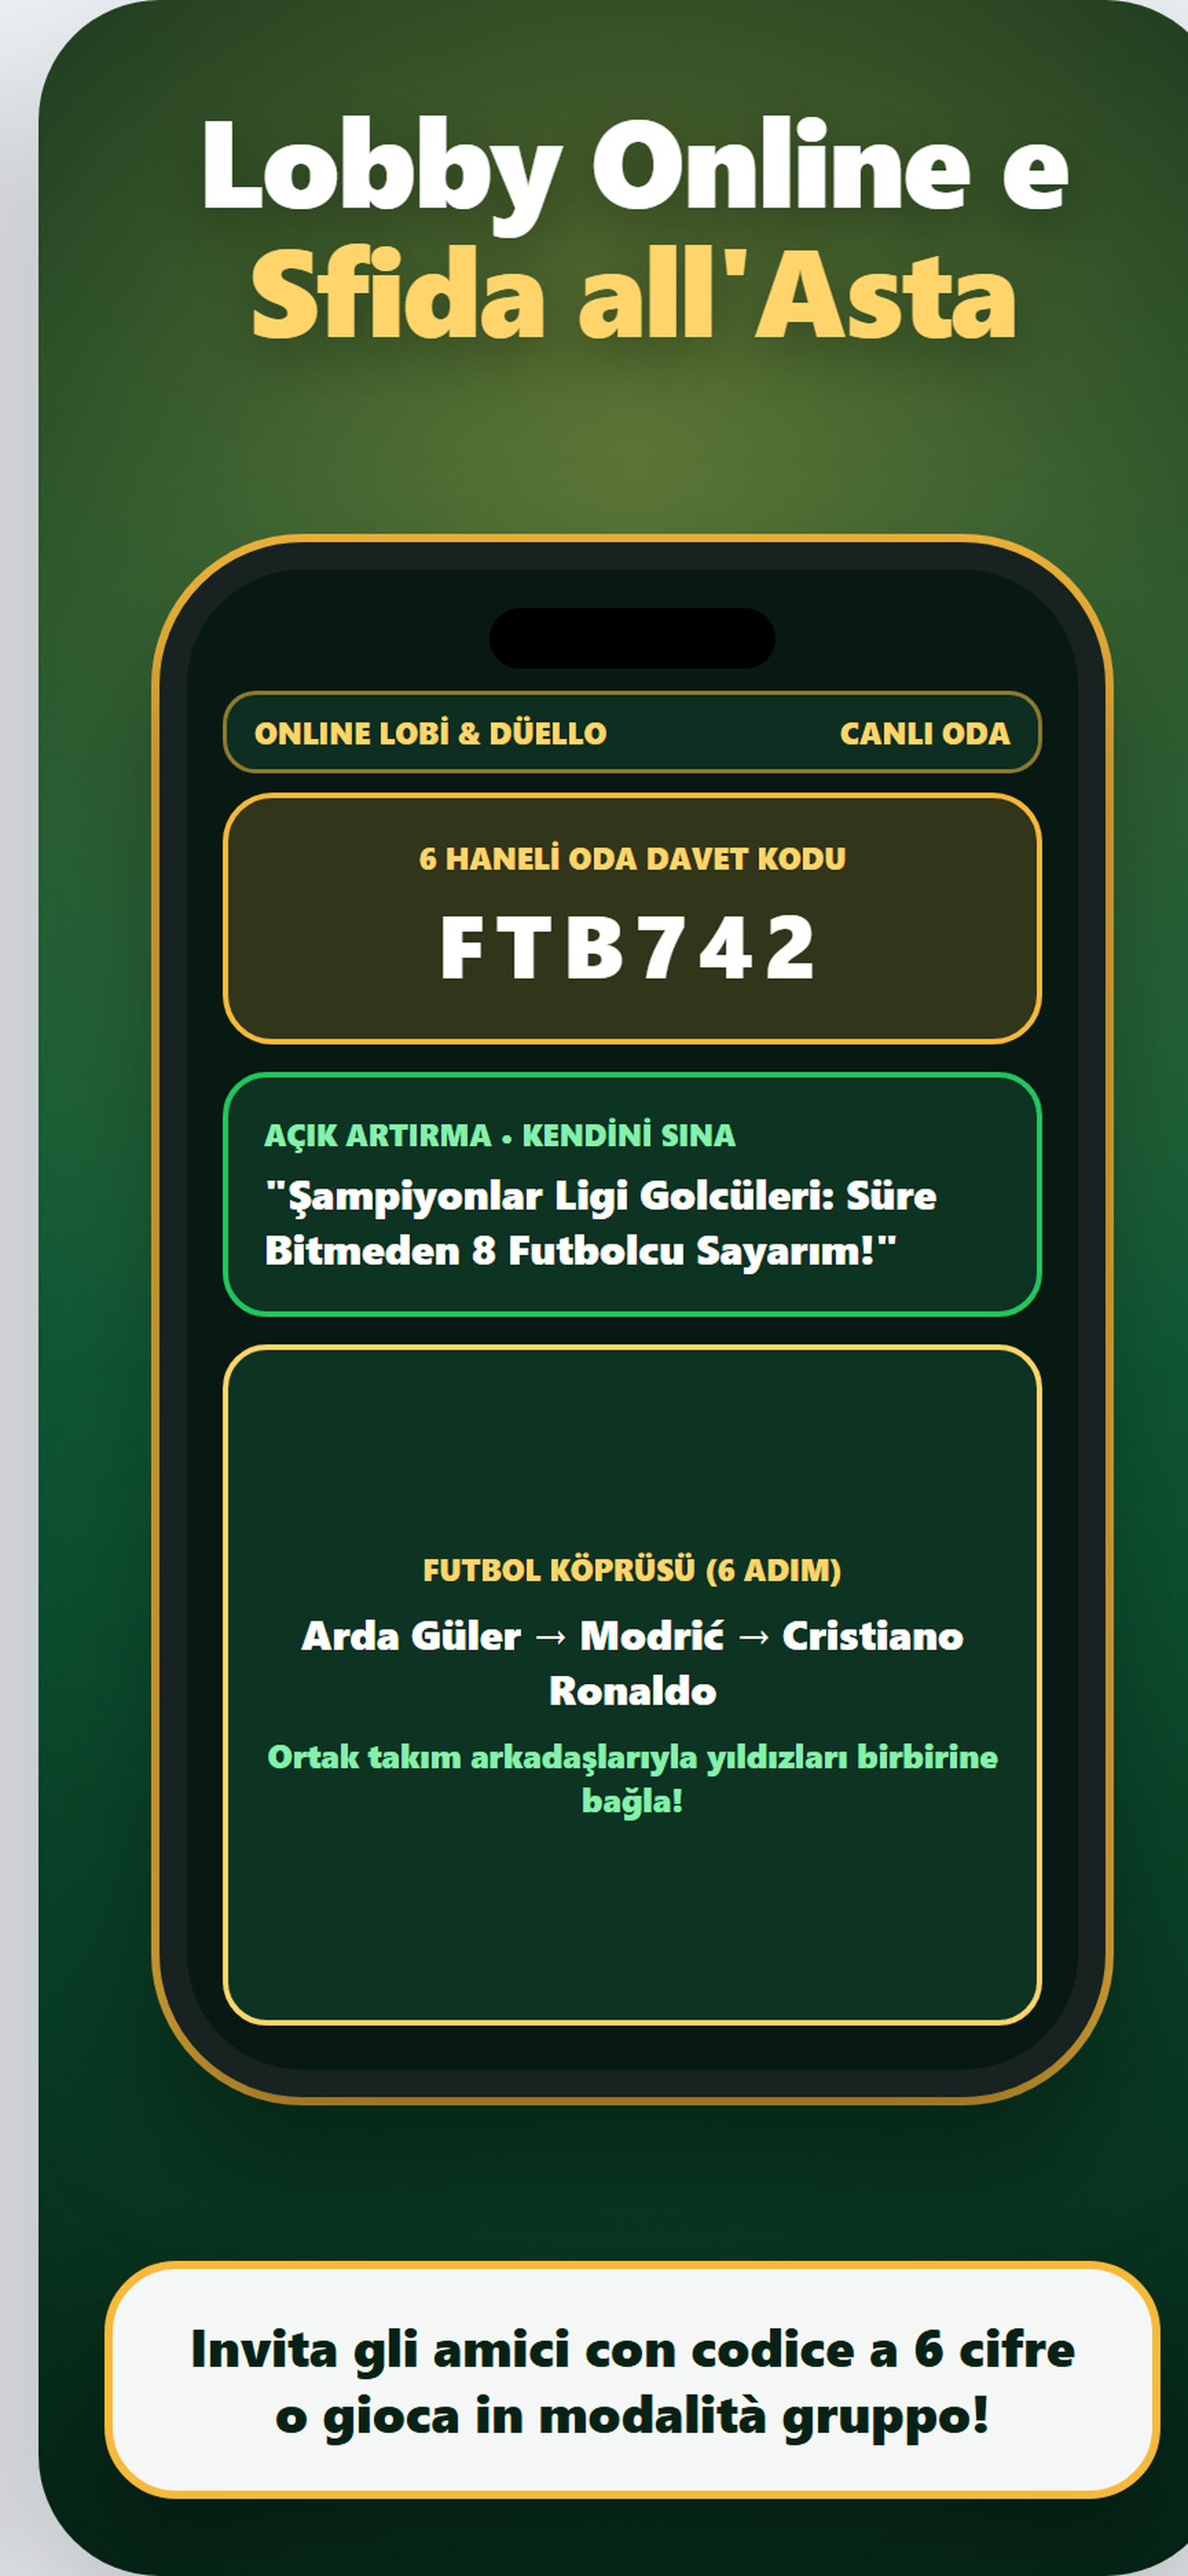 Lobby Online e
Sfida all'Asta
ONLINE LOBİ & DÜELLO
CANLI ODA
6 HANELİ ODA DAVET KODU
FTB742
AÇIK ARTIRMA • KENDİNİ SINA
"Şampiyonlar Ligi Golcüleri: Süre
Bitmeden 8 Futbolcu Sayarım!"
FUTBOL KÖPRÜSÜ (6 ADIM)
Arda Güler → Modrić → Cristiano
Ronaldo
Ortak takım arkadaşlarıyla yıldızları birbirine
bağla!
Invita gli amici con codice a 6 cifre
o gioca in modalità gruppo!